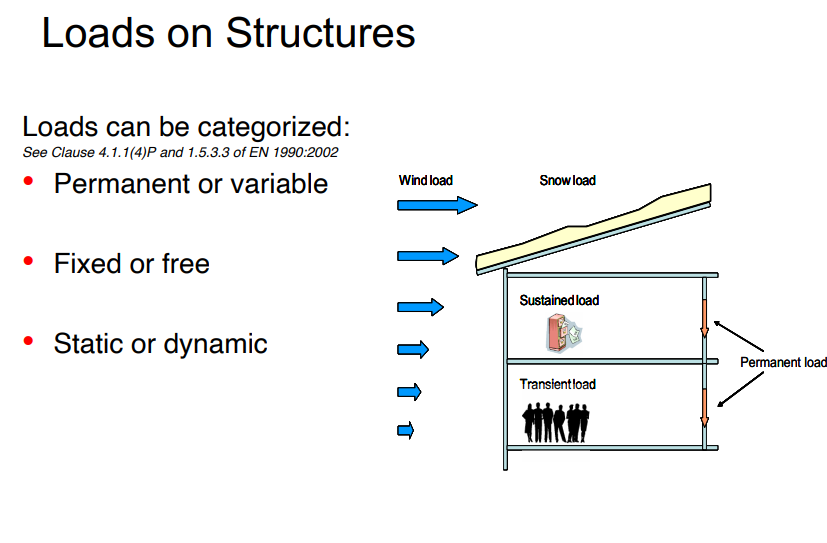 Loads on Structures
Loads can be categorized:
See Clause 4.1.1(4)P and 1.5.3.3 of EN 1990:2002
• Permanent or variable
• Fixed or free
• Static or dynamic
Wind load
Snow load
Sustained load
Transient load
Permanent load